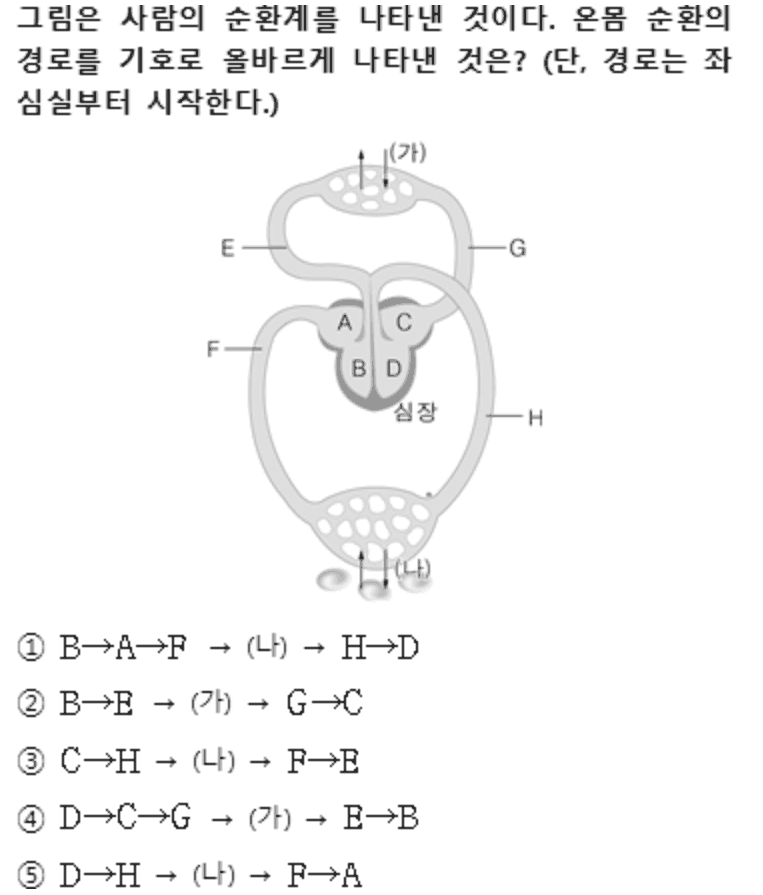 그림은 사람의 순환계를 나타낸 것이다. 온몸 순환의
경로를 기호로 올바르게 나타낸 것은? (단, 경로는 좌
심실부터 시작한다.)
(가)
E
G
A
C
F
B
D
심장
H
(나)
① B→A→F → (나) → H→D
② B→E → (가) → G→C
③ C→H → (나) → F→E
④ D→C→G → (가) → E→B
⑤ D→H → (나) → F→A